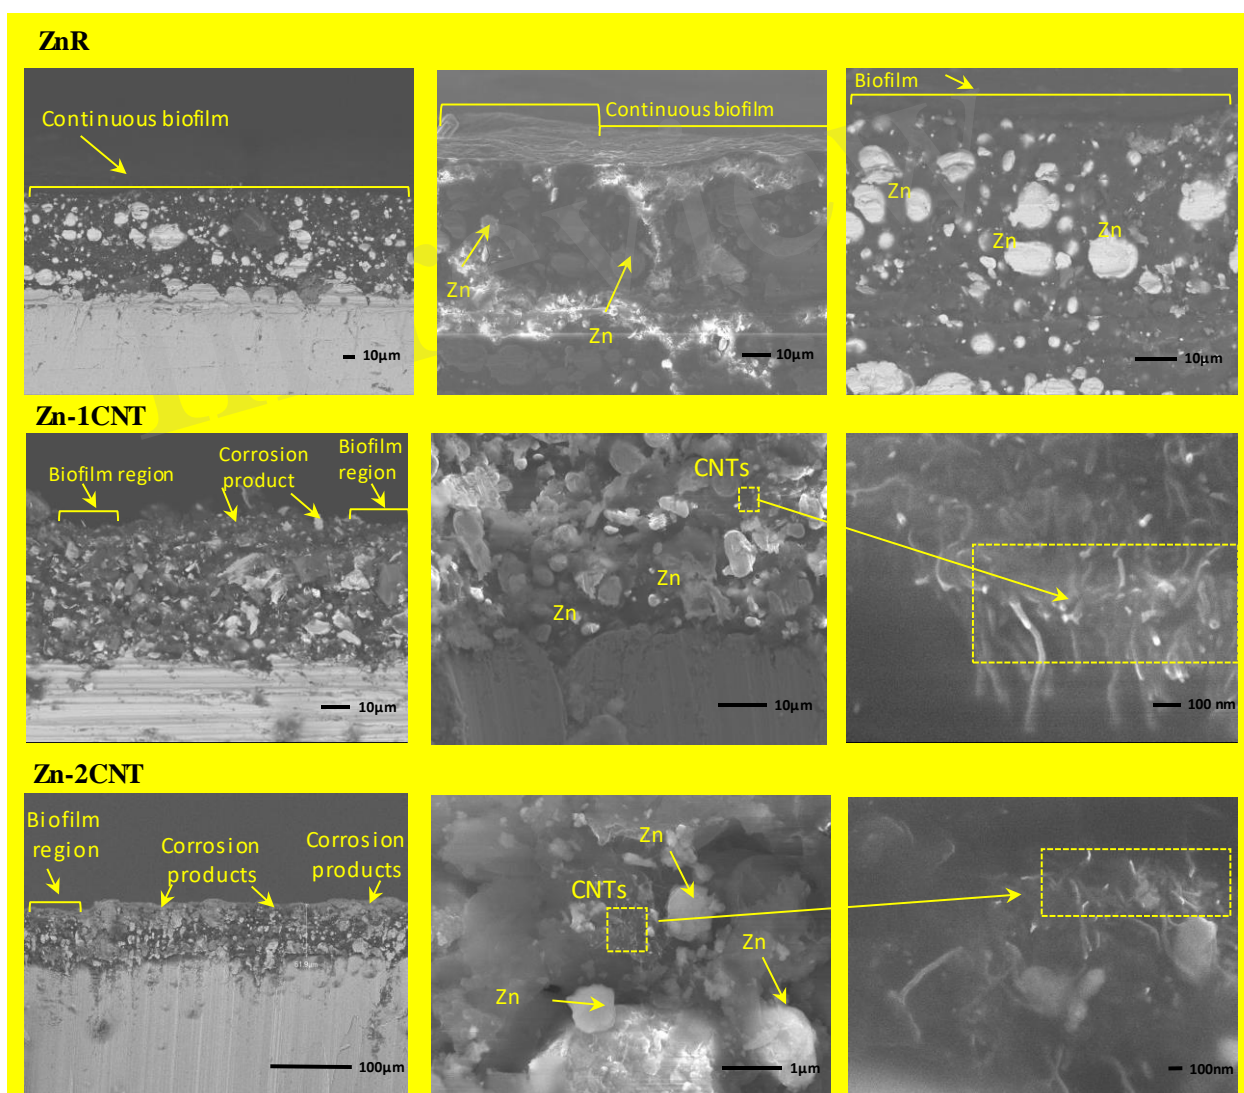 ZnR
Continuous biofilm
10µm
Continuous biofilm
Zn
Zn
10µm
Biofilm
Zn
Zn
Zn
10µm
Zn-1CNT
Biofilm region
Corrosion
product
Biofilm
region
10µm
CNTs
Zn
Zn
10µm
100 nm
Zn-2CNT
Biofilm
region
Corrosion
products
Corrosion
products
100µm
Zn
CNTs
Zn
Zn
1µm
100nm